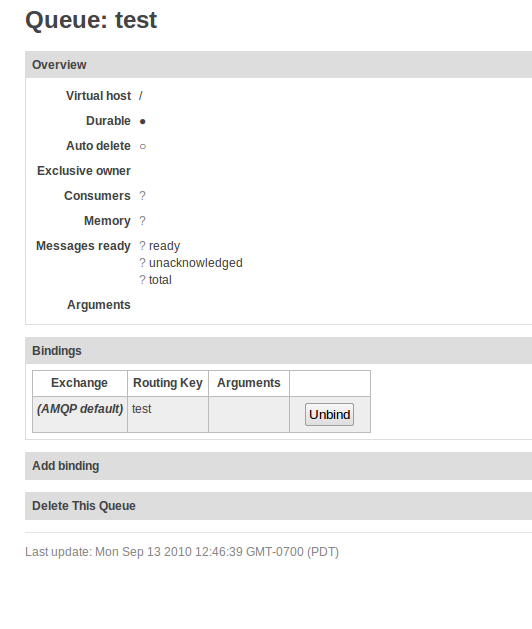 Queue: test
Overview
Virtual host /
Durable ●
Auto delete ○
Exclusive owner
Consumers ?
Memory ?
Messages ready ? ready
? unacknowledged
? total
Arguments
Bindings
Exchange Routing Key Arguments
(AMQP default) test Unbind
Add binding
Delete This Queue
Last update: Mon Sep 13 2010 12:46:39 GMT-0700 (PDT)